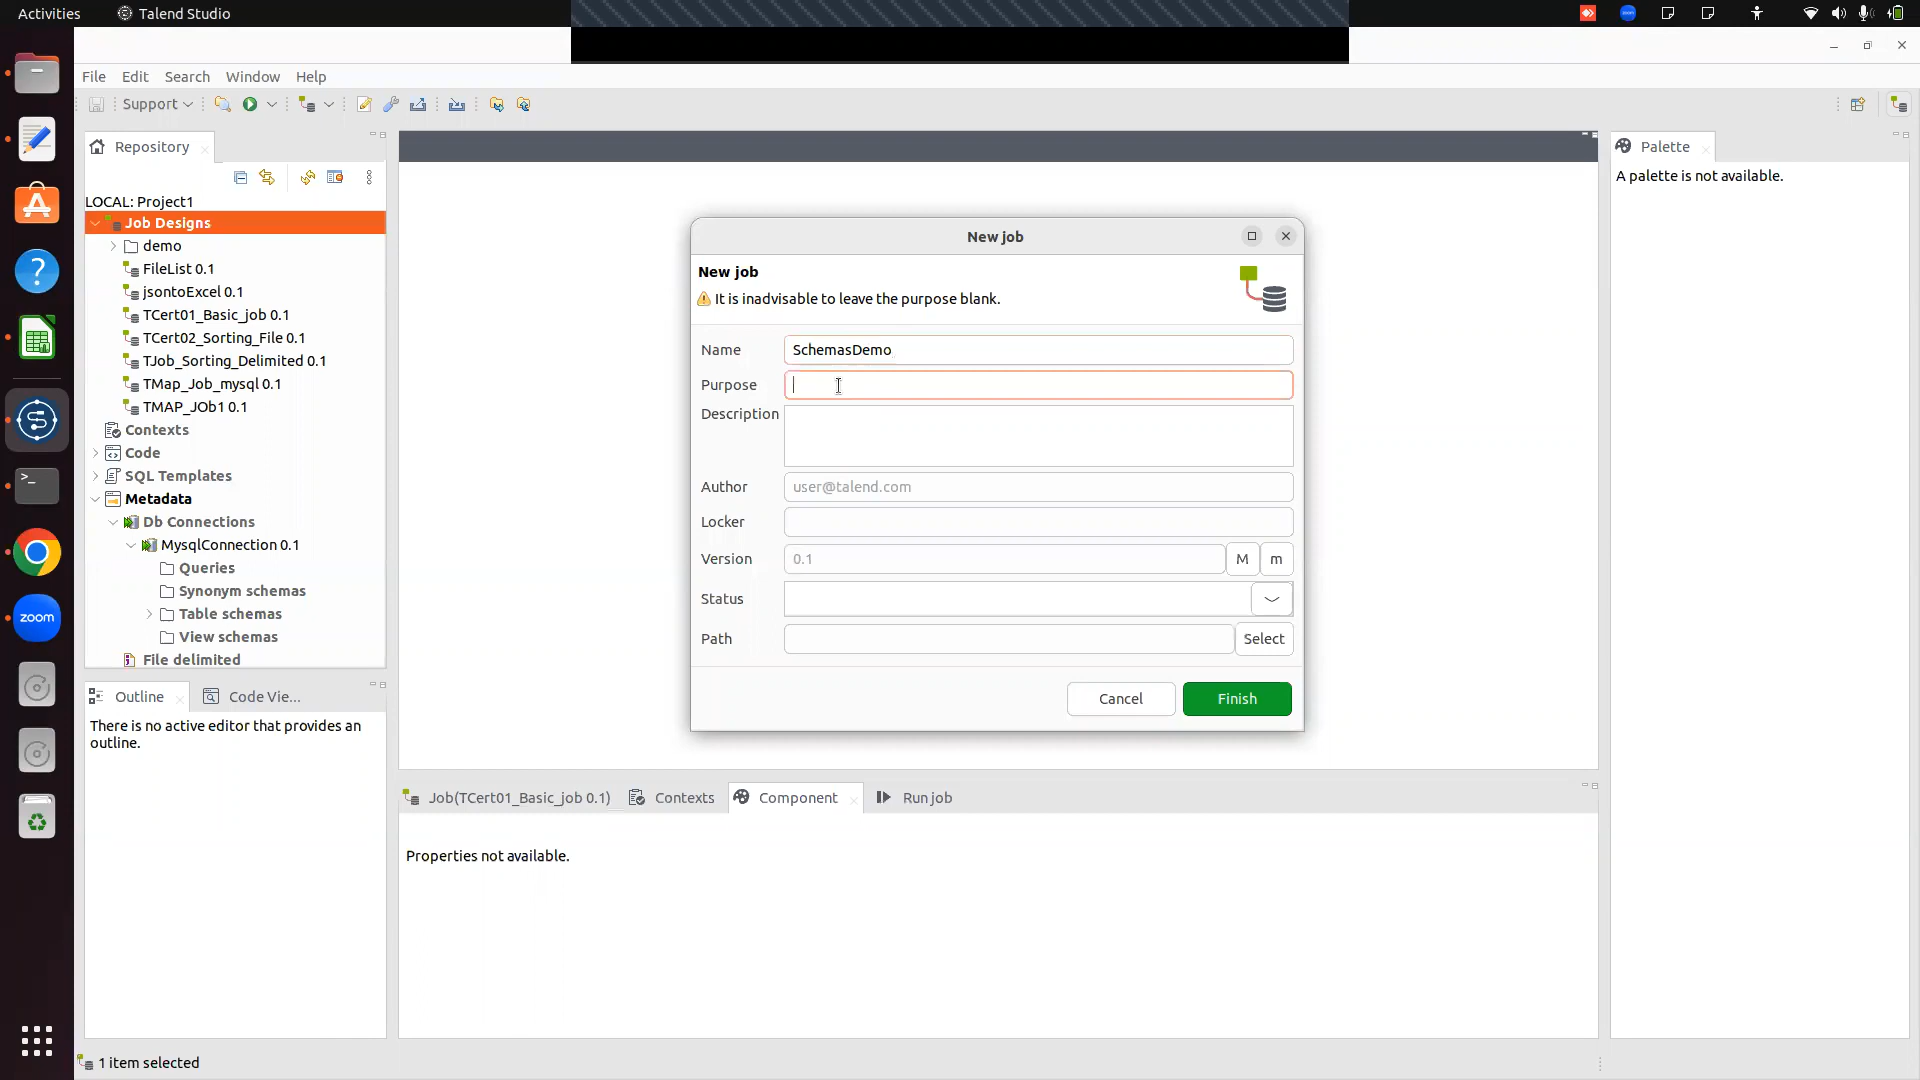 Activities
Talend Studio
File Edit Search Window Help
Support
Repository
LOCAL: Project1
Job Designs
demo
FileList 0.1
jsontoExcel 0.1
TCert01_Basic_job 0.1
TCert02_Sorting_File 0.1
TJob_Sorting_Delimited 0.1
TMap_Job_mysql 0.1
TMAP_JOb1 0.1
Contexts
Code
SQL Templates
Metadata
Db Connections
MysqlConnection 0.1
Queries
Synonym schemas
Table schemas
View schemas
File delimited
zoom
Outline Code Vie...
There is no active editor that provides an
outline.
1 item selected
New job
New job
It is inadvisable to leave the purpose blank.
Name SchemasDemo
Purpose
Description
Author user@talend.com
Locker
Version 0.1 M m
Status
Path Select
Cancel Finish
Job(TCert01_Basic_job 0.1) Contexts Component Run job
Properties not available.
Palette
A palette is not available.